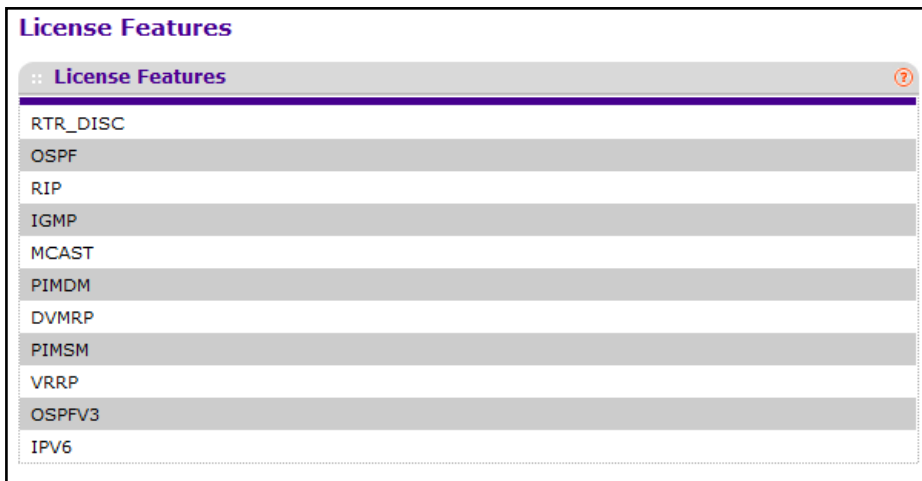 License Features
License Features
RTR_DISC
OSPF
RIP
IGMP
MCAST
PIMDM
DVMRP
PIMSM
VRRP
OSPFV3
IPV6